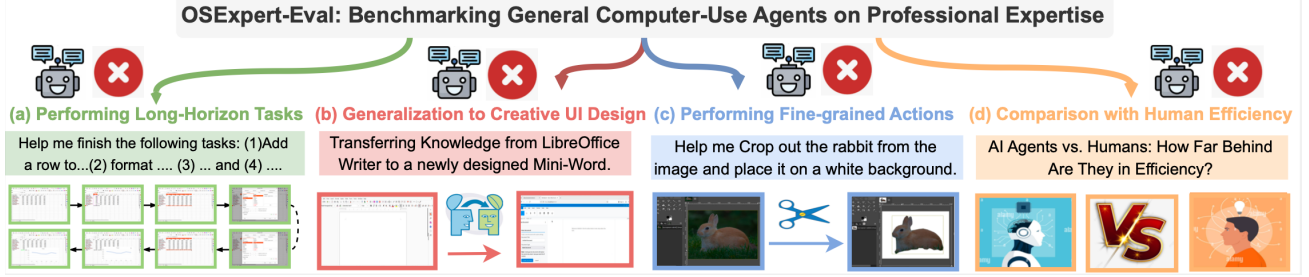 OSExpert-Eval: Benchmarking General Computer-Use Agents on Professional Expertise
(a) Performing Long-Horizon Tasks
Help me finish the following tasks: (1)Add
a row to...(2) format .... (3) ... and (4) ....
(b) Generalization to Creative UI Design
Transferring Knowledge from LibreOffice
Writer to a newly designed Mini-Word.
(c) Performing Fine-grained Actions
Help me Crop out the rabbit from the
image and place it on a white background.
(d) Comparison with Human Efficiency
AI Agents vs. Humans: How Far Behind
Are They in Efficiency?
VS